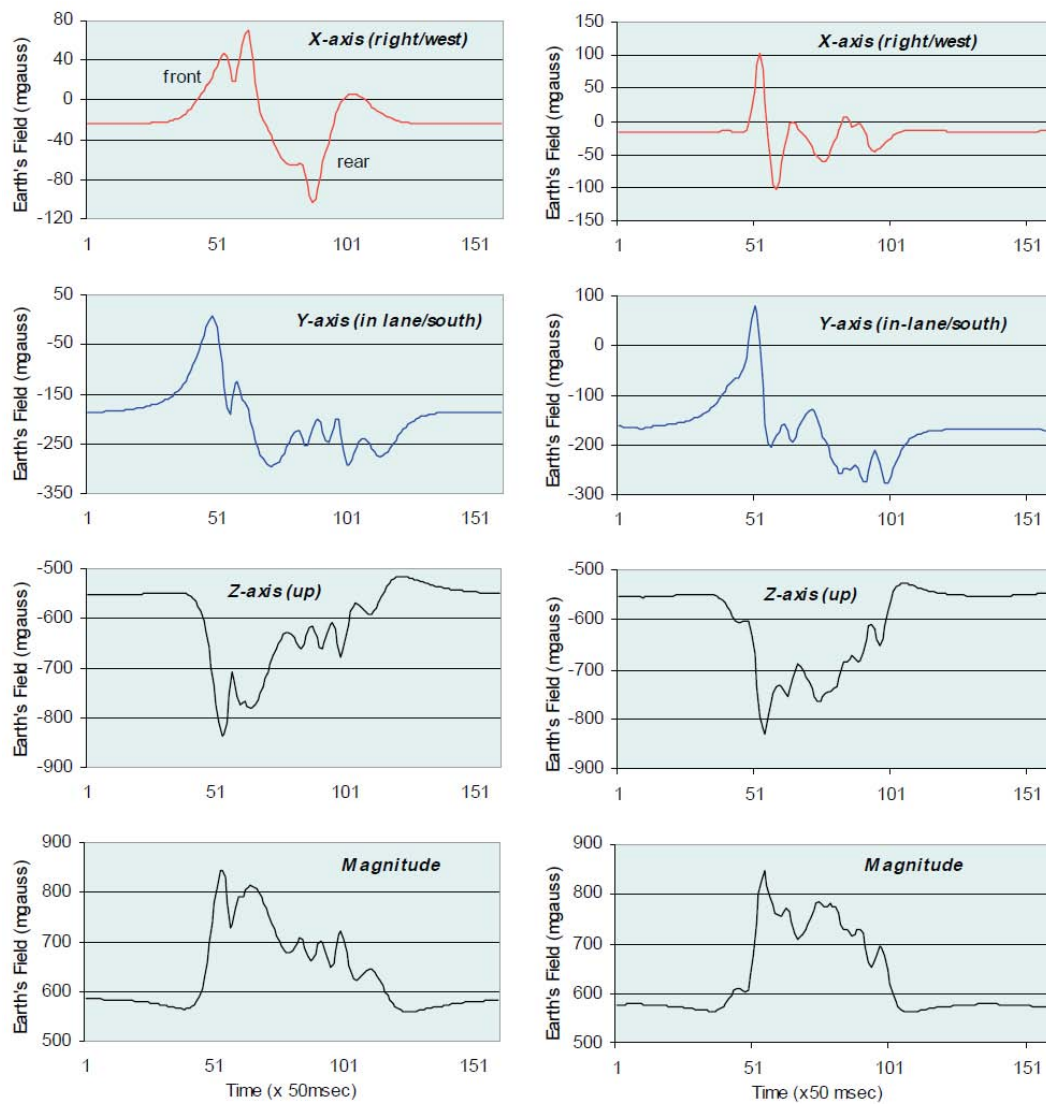 X-axis (right/west)
Earth's Field (mgauss)
80
40
0
-40
-80
-120
front
rear
1 51 101 151
X-axis (right/west)
Earth's Field (mgauss)
150
100
50
0
-50
-100
-150
1 51 101 151
Y-axis (in lane/south)
Earth's Field (mgauss)
50
-50
-150
-250
-350
1 51 101 151
Y-axis (in-lane/south)
Earth's Field (mgauss)
100
0
-100
-200
-300
1 51 101 151
Z-axis (up)
Earth's Field (mgauss)
-500
-600
-700
-800
-900
1 51 101 151
Z-axis (up)
Earth's Field (mgauss)
-500
-600
-700
-800
-900
1 51 101 151
Magnitude
Earth's Field (mgauss)
900
800
700
600
500
1 51 101 151
Time (x 50msec)
Magnitude
Earth's Field (mgauss)
900
800
700
600
500
1 51 101 151
Time (x50 msec)